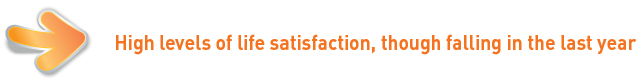 High levels of life satisfaction, though falling in the last year